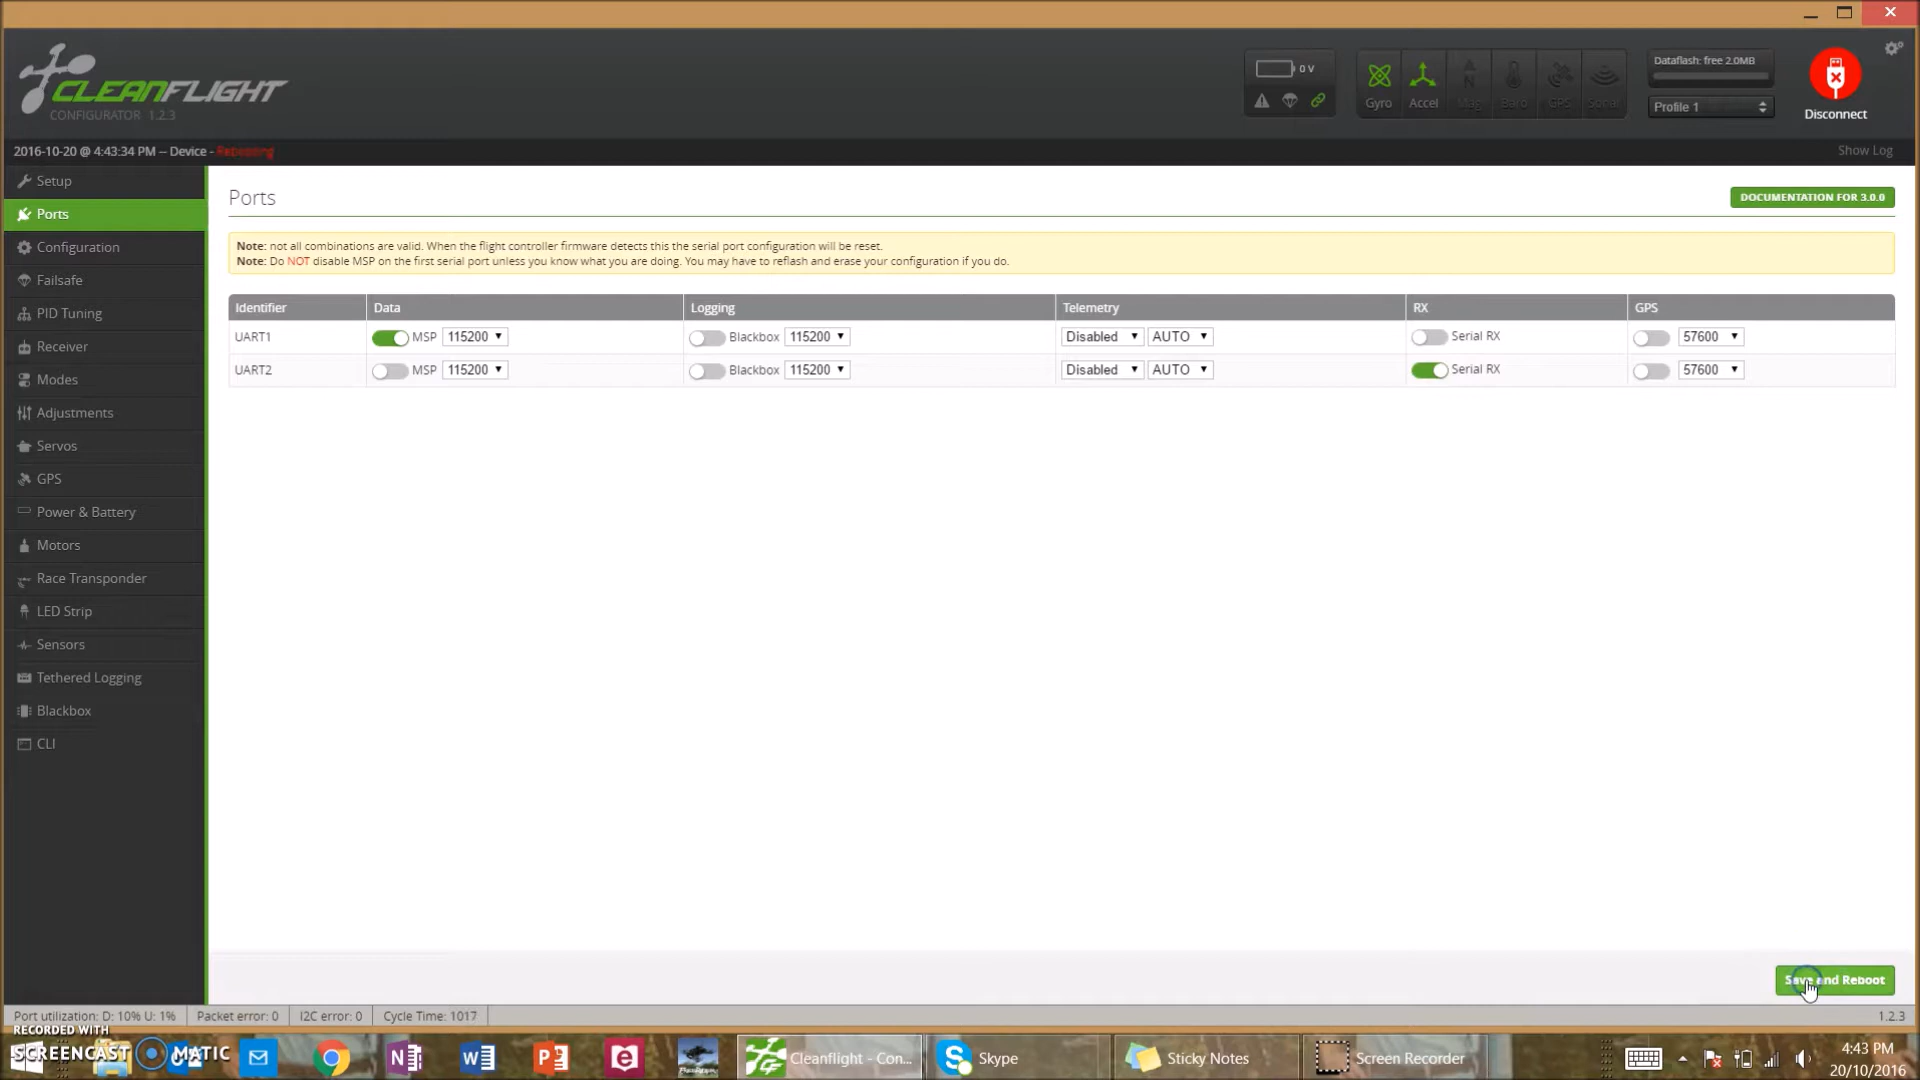 CLEANFLIGHT
CONFIGURATOR 1.2.3
0 V
Gyro
Accel
Mag
Baro
GPS
Sonar
Dataflash: free 2.0MB
Profile 1
Disconnect
2016-10-20 @ 4:43:34 PM -- Device - Rebooting
Show Log
Setup
Ports
Configuration
Failsafe
PID Tuning
Receiver
Modes
Adjustments
Servos
GPS
Power & Battery
Motors
Race Transponder
LED Strip
Sensors
Tethered Logging
Blackbox
CLI
Ports
DOCUMENTATION FOR 3.0.0
Note: not all combinations are valid. When the flight controller firmware detects this the serial port configuration will be reset.
Note: Do NOT disable MSP on the first serial port unless you know what you are doing. You may have to reflash and erase your configuration if you do.
Identifier Data Logging Telemetry RX GPS
UART1 MSP 115200 Blackbox 115200 Disabled AUTO Serial RX 57600
UART2 MSP 115200 Blackbox 115200 Disabled AUTO Serial RX 57600
Save and Reboot
Port utilization: D: 10% U: 1% Packet error: 0 I2C error: 0 Cycle Time: 1017 1.2.3
RECORDED WITH
SCREENCAST MATIC
Cleanflight - Con...
Skype
Sticky Notes
Screen Recorder
4:43 PM
20/10/2016